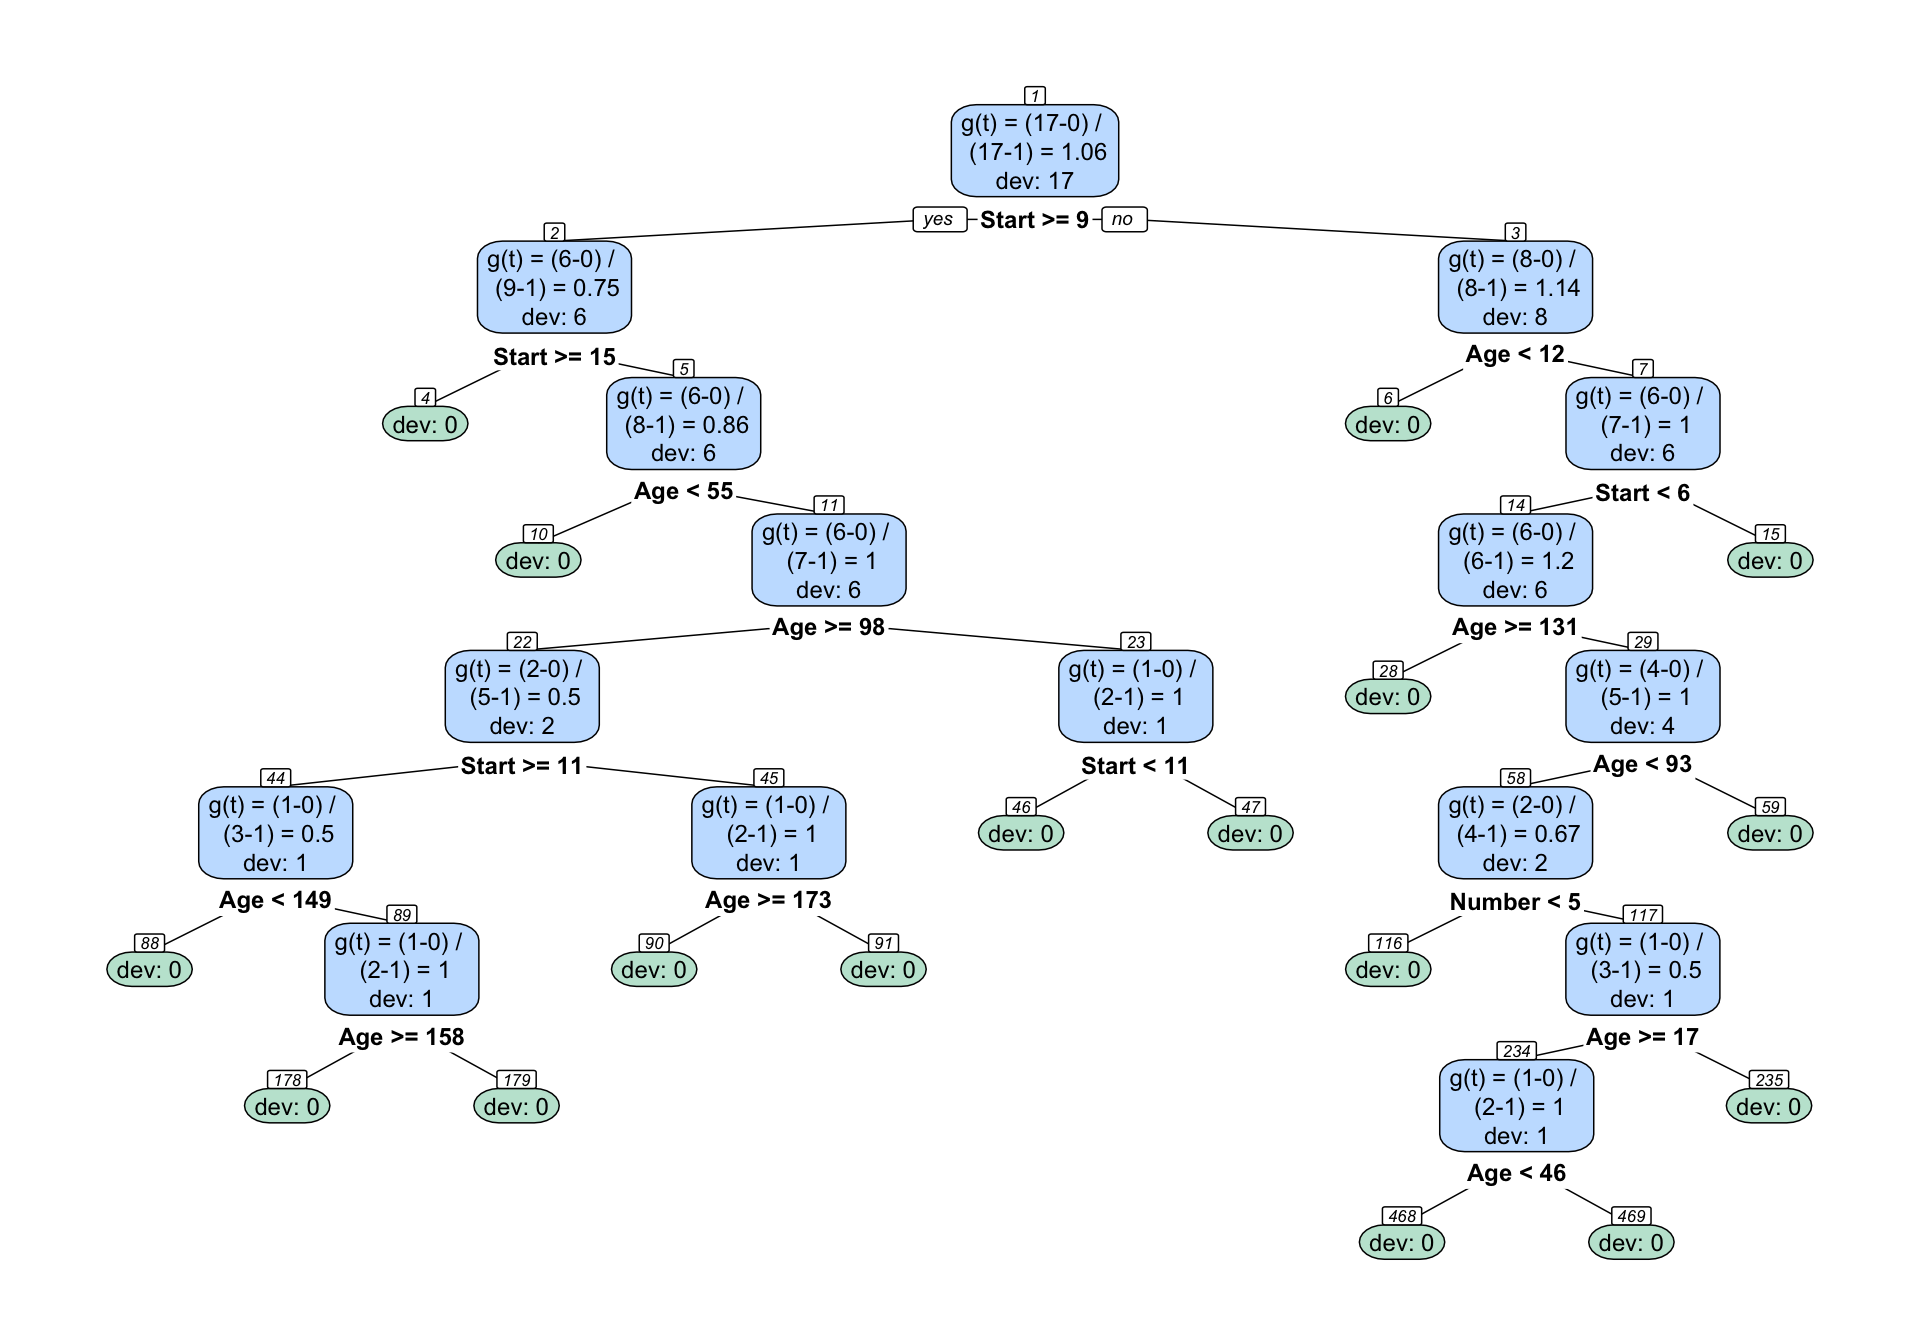 1
g(t) = (17-0) /
(17-1) = 1.06
dev: 17
yes
Start >= 9
no
2
g(t) = (6-0) /
(9-1) = 0.75
dev: 6
3
g(t) = (8-0) /
(8-1) = 1.14
dev: 8
Start >= 15
Age < 12
4
dev: 0
5
g(t) = (6-0) /
(8-1) = 0.86
dev: 6
6
dev: 0
7
g(t) = (6-0) /
(7-1) = 1
dev: 6
Age < 55
Start < 6
10
dev: 0
11
g(t) = (6-0) /
(7-1) = 1
dev: 6
14
g(t) = (6-0) /
(6-1) = 1.2
dev: 6
15
dev: 0
Age >= 98
Age >= 131
22
g(t) = (2-0) /
(5-1) = 0.5
dev: 2
23
g(t) = (1-0) /
(2-1) = 1
dev: 1
28
dev: 0
29
g(t) = (4-0) /
(5-1) = 1
dev: 4
Start >= 11
Start < 11
Age < 93
44
g(t) = (1-0) /
(3-1) = 0.5
dev: 1
45
g(t) = (1-0) /
(2-1) = 1
dev: 1
46
dev: 0
47
dev: 0
58
g(t) = (2-0) /
(4-1) = 0.67
dev: 2
59
dev: 0
Age < 149
Age >= 173
Number < 5
88
dev: 0
89
g(t) = (1-0) /
(2-1) = 1
dev: 1
90
dev: 0
91
dev: 0
116
dev: 0
117
g(t) = (1-0) /
(3-1) = 0.5
dev: 1
Age >= 158
Age >= 17
178
dev: 0
179
dev: 0
234
g(t) = (1-0) /
(2-1) = 1
dev: 1
235
dev: 0
Age < 46
468
dev: 0
469
dev: 0